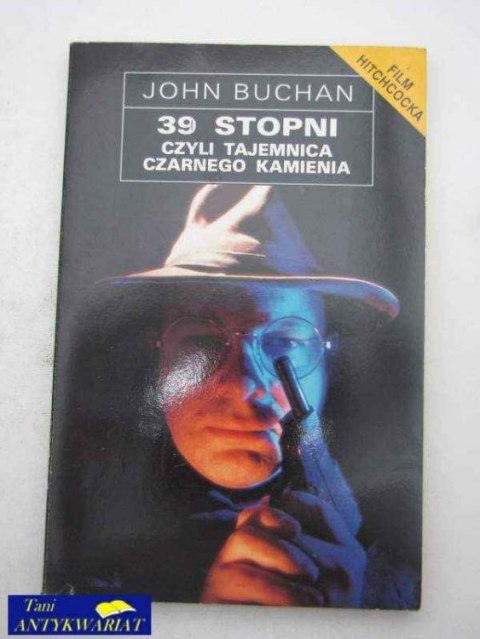 FILM
HITCHCOCKA
JOHN BUCHAN
39 STOPNI
CZYLI TAJEMNICA
CZARNEGO KAMIENIA
Tani
ANTYKWARIAT